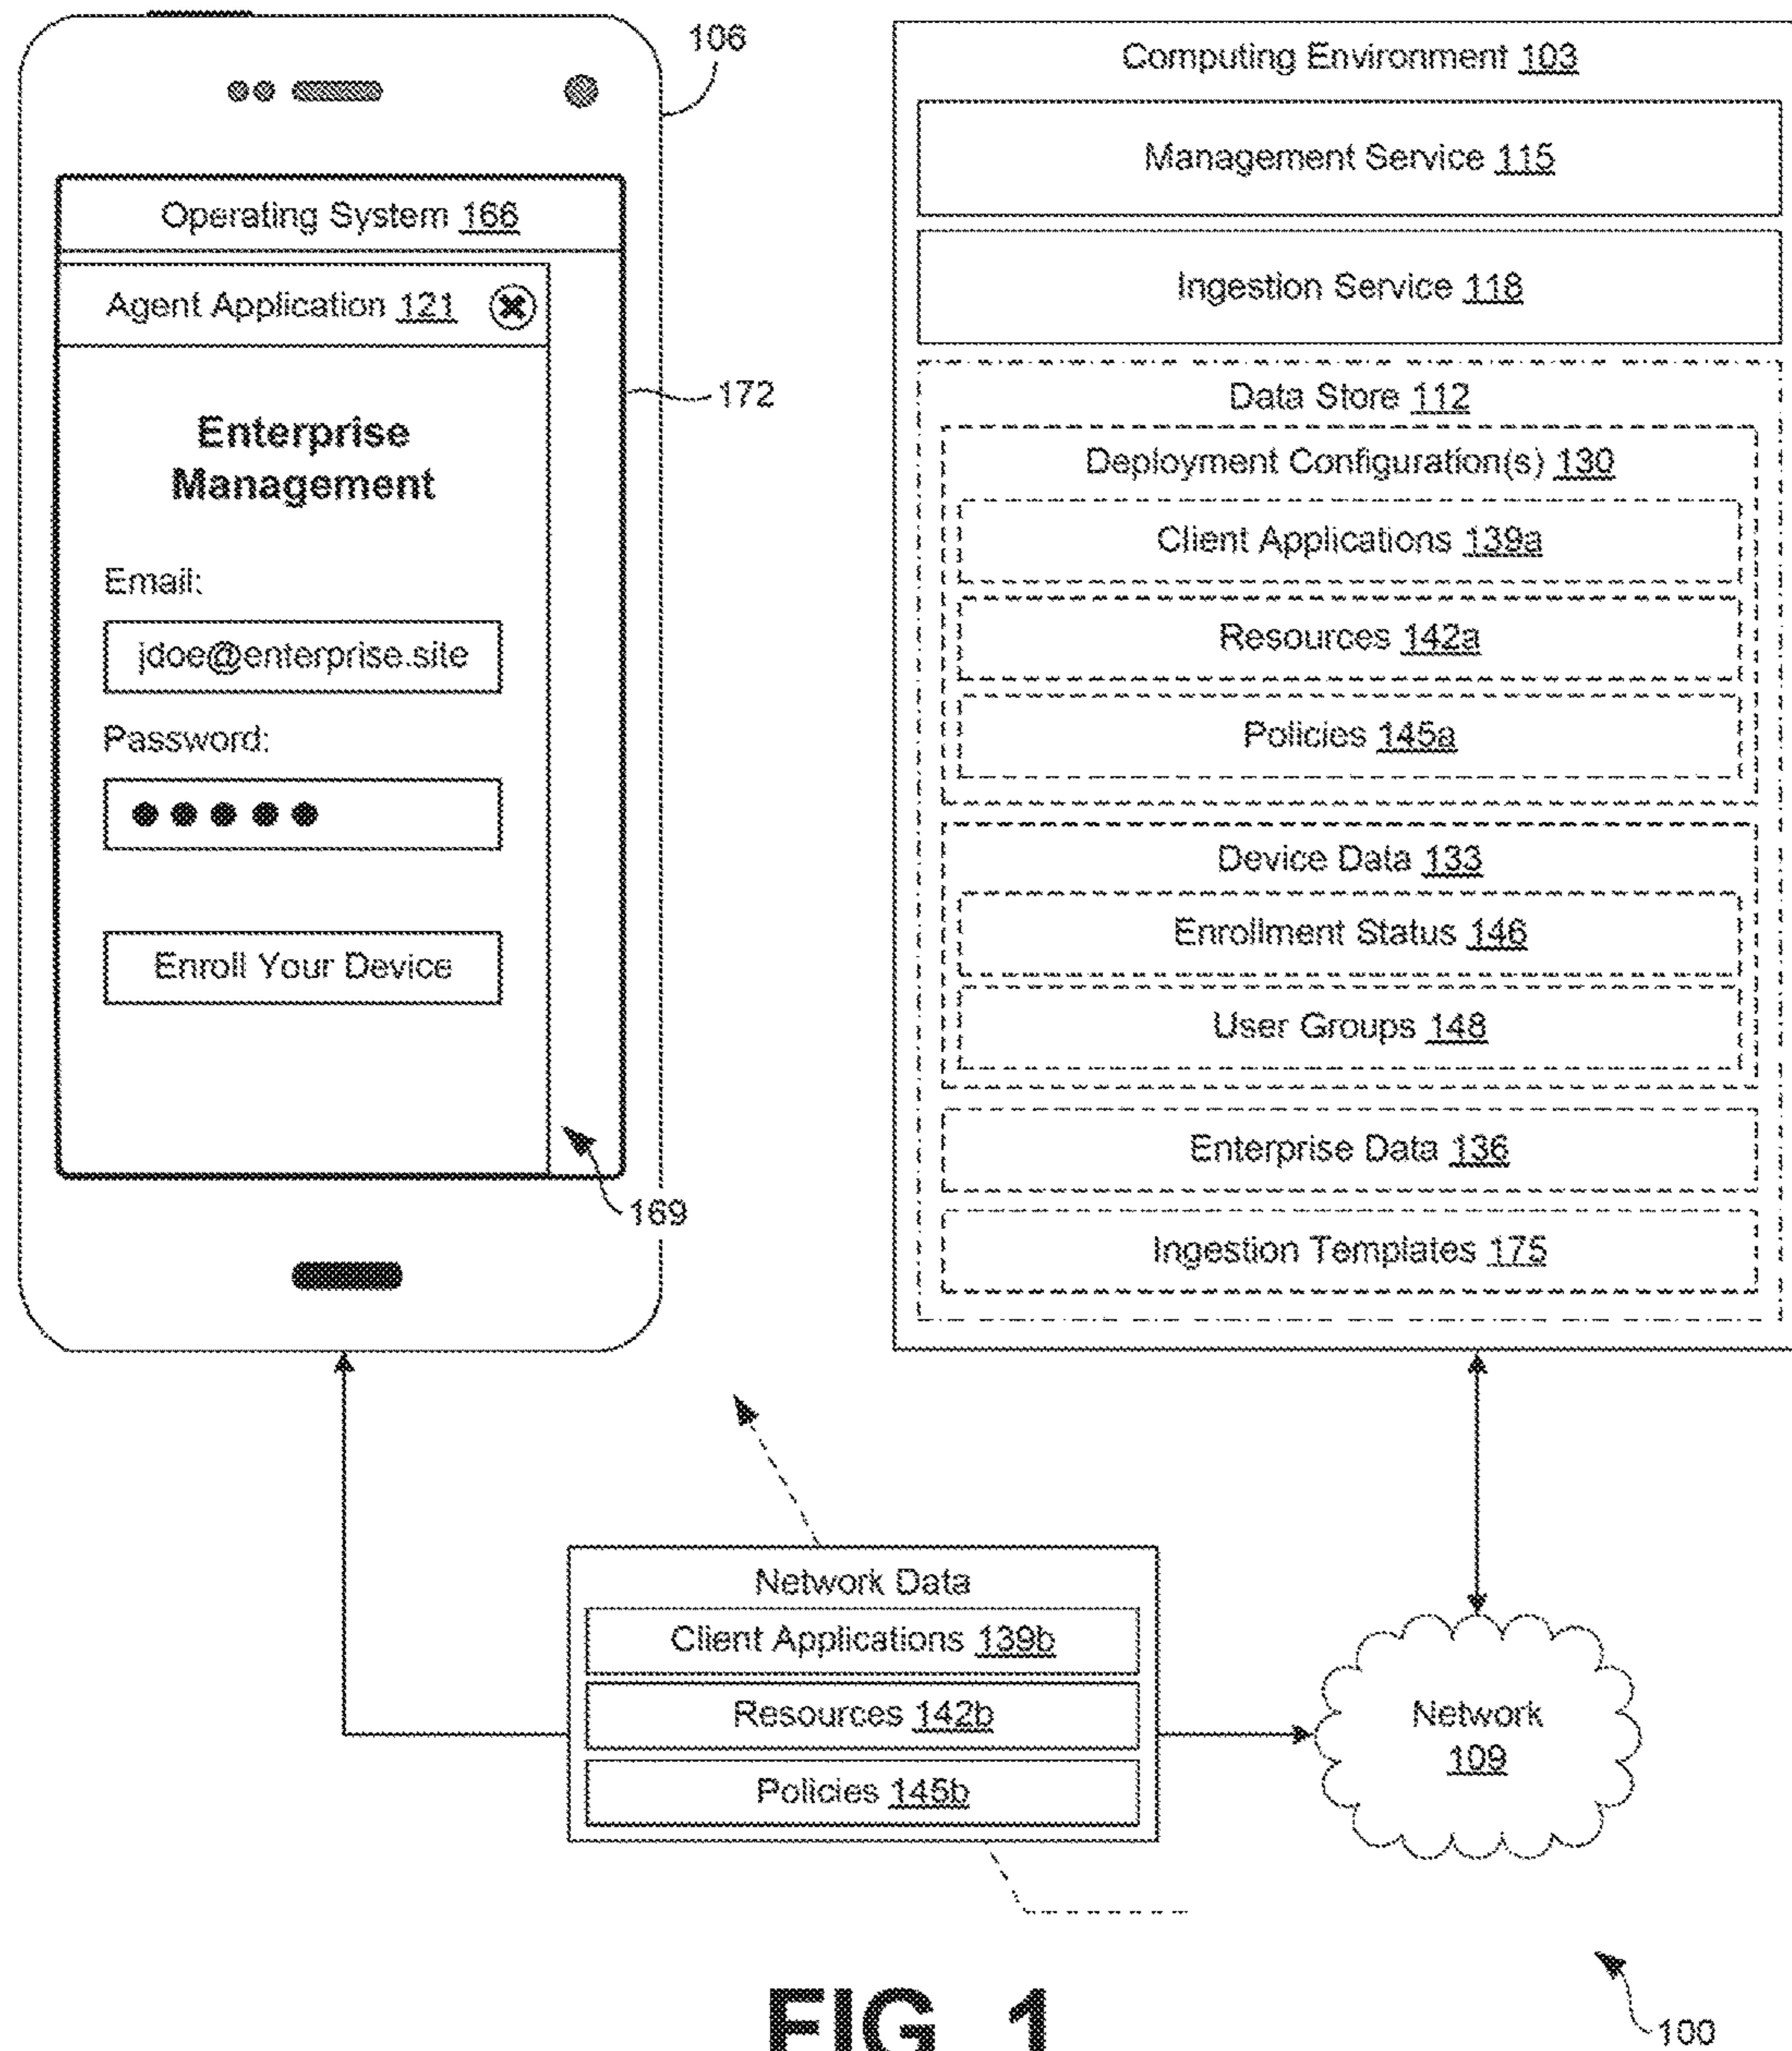 106
Operating System 166
Agent Application 121
172
Enterprise
Management
Email:
jdoe@enterprise.site
Password:
Enroll Your Device
169
Computing Environment 103
Management Service 115
Ingestion Service 118
Data Store 112
Deployment Configuration(s) 130
Client Applications 139a
Resources 142a
Policies 145a
Device Data 133
Enrollment Status 146
User Groups 148
Enterprise Data 136
Ingestion Templates 175
Network Data
Client Applications 139b
Resources 142b
Policies 145b
Network
109
100
FIG. 1